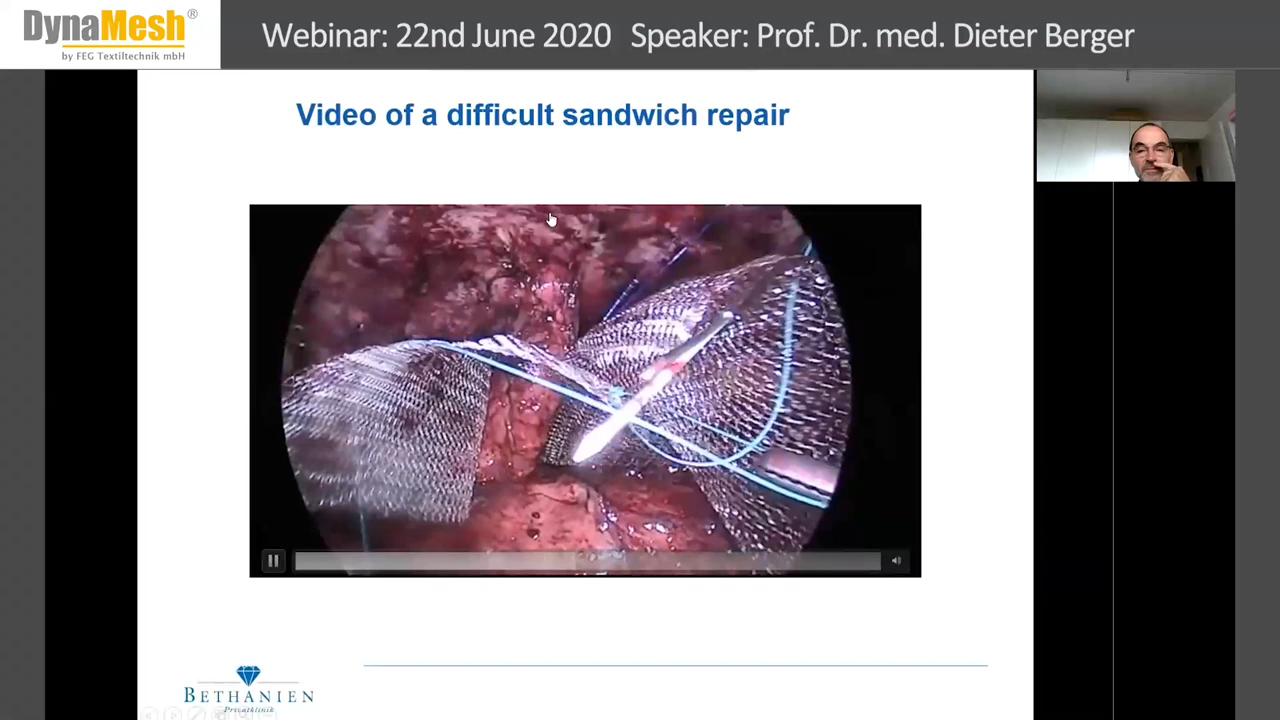 DynaMesh®
by FEG Textiltechnik mbH
Webinar: 22nd June 2020 Speaker: Prof. Dr. med. Dieter Berger
Video of a difficult sandwich repair
BETHANIEN
Privatklinik